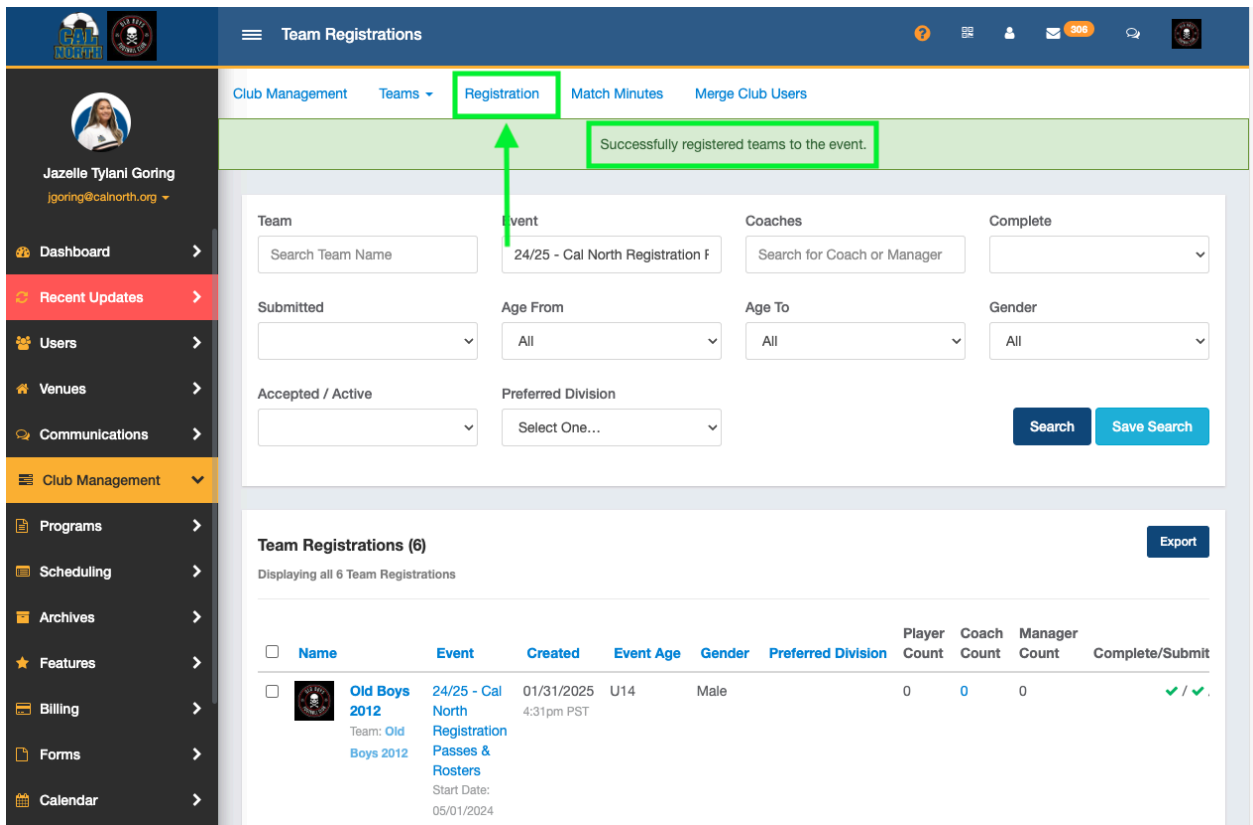 CAL
NORTH
OLD BOYS
FOOTBALL CLUB
Team Registrations
?
306
Jazelle Tylani Goring
jgoring@calnorth.org
Dashboard
Recent Updates
Users
Venues
Communications
Club Management
Programs
Scheduling
Archives
Features
Billing
Forms
Calendar
Club Management Teams Registration Match Minutes Merge Club Users
Successfully registered teams to the event.
Team Event Coaches Complete
Search Team Name 24/25 - Cal North Registration F Search for Coach or Manager
Submitted Age From Age To Gender
All All All
Accepted / Active Preferred Division
Select One... Search Save Search
Team Registrations (6) Export
Displaying all 6 Team Registrations
Name Event Created Event Age Gender Preferred Division Player Count Coach Count Manager Count Complete/Submit
Old Boys 24/25 - Cal 01/31/2025 U14 Male 0 0 0 /
2012 North 4:31pm PST
Team: Old Registration
Boys 2012 Passes &
Rosters
Start Date:
05/01/2024